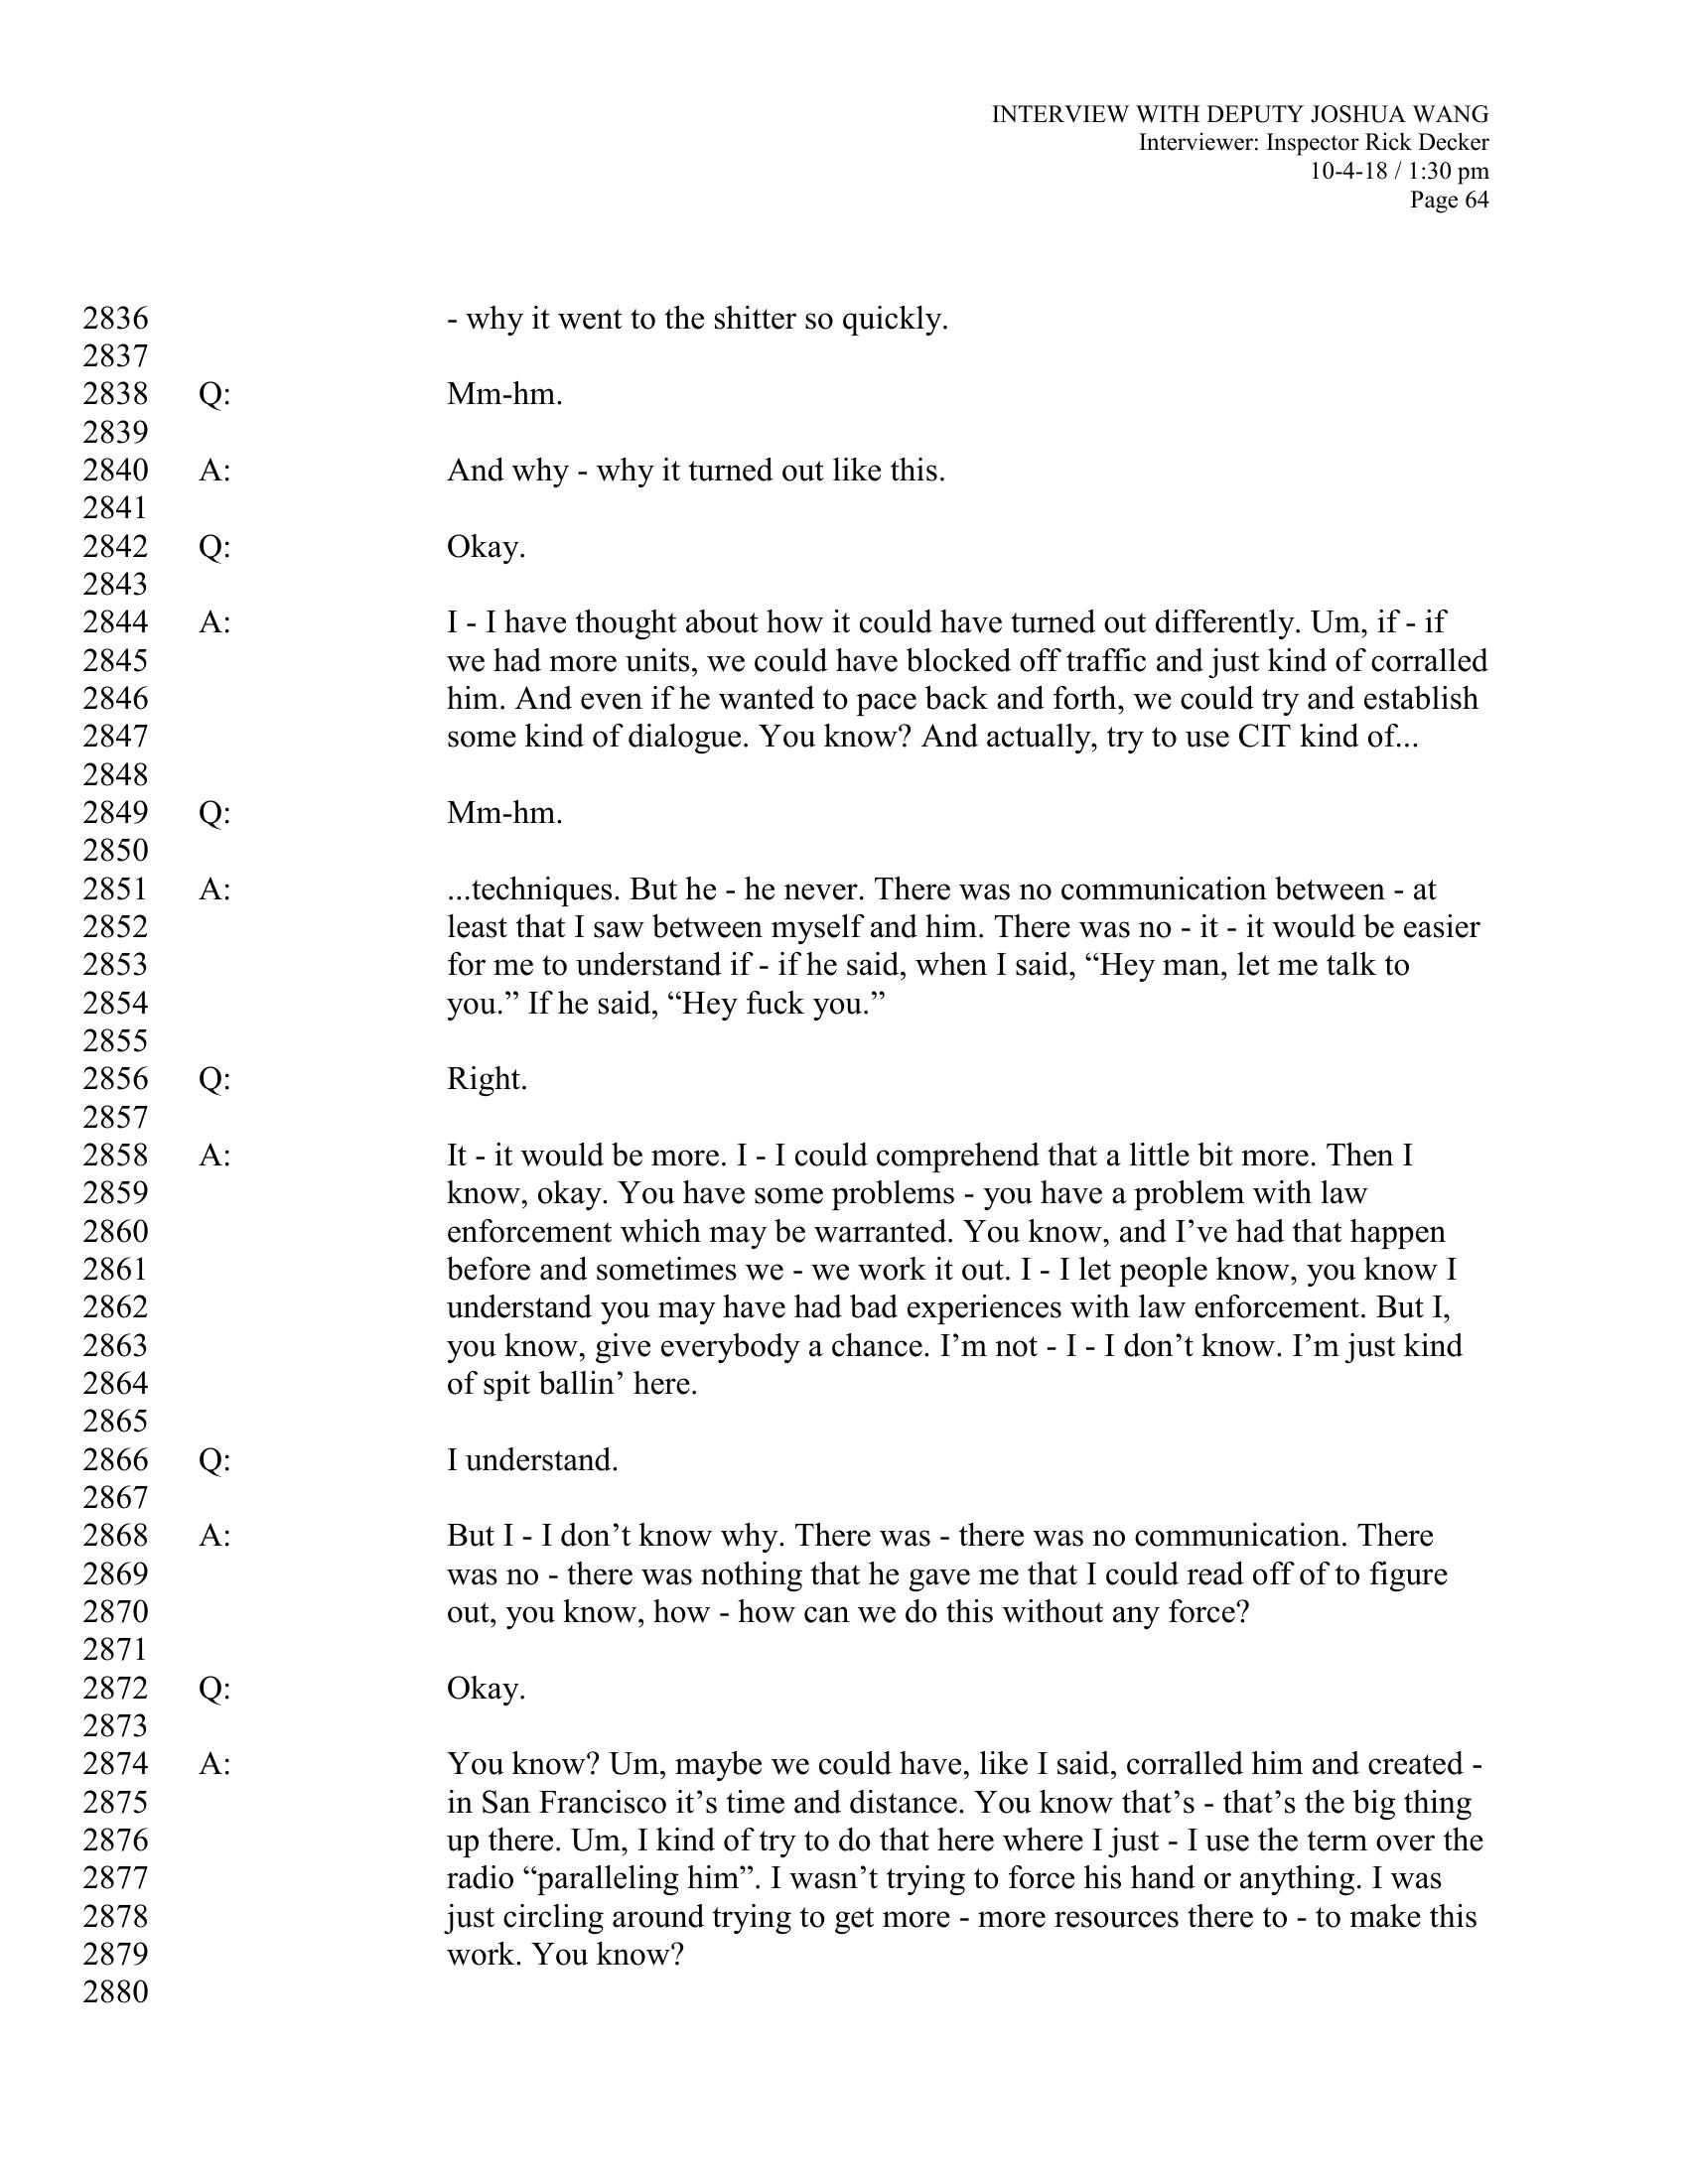 INTERVIEW WITH DEPUTY JOSHUA WANG
Interviewer: Inspector Rick Decker
10-4-18 / 1:30 pm
Page 64
2836 - why it went to the shitter so quickly.
2837
2838 Q: Mm-hm.
2839
2840 A: And why - why it turned out like this.
2841
2842 Q: Okay.
2843
2844 A: I - I have thought about how it could have turned out differently. Um, if - if
2845 we had more units, we could have blocked off traffic and just kind of corralled
2846 him. And even if he wanted to pace back and forth, we could try and establish
2847 some kind of dialogue. You know? And actually, try to use CIT kind of...
2848
2849 Q: Mm-hm.
2850
2851 A: ...techniques. But he - he never. There was no communication between - at
2852 least that I saw between myself and him. There was no - it - it would be easier
2853 for me to understand if - if he said, when I said, “Hey man, let me talk to
2854 you.” If he said, “Hey fuck you.”
2855
2856 Q: Right.
2857
2858 A: It - it would be more. I - I could comprehend that a little bit more. Then I
2859 know, okay. You have some problems - you have a problem with law
2860 enforcement which may be warranted. You know, and I’ve had that happen
2861 before and sometimes we - we work it out. I - I let people know, you know I
2862 understand you may have had bad experiences with law enforcement. But I,
2863 you know, give everybody a chance. I’m not - I - I don’t know. I’m just kind
2864 of spit ballin’ here.
2865
2866 Q: I understand.
2867
2868 A: But I - I don’t know why. There was - there was no communication. There
2869 was no - there was nothing that he gave me that I could read off of to figure
2870 out, you know, how - how can we do this without any force?
2871
2872 Q: Okay.
2873
2874 A: You know? Um, maybe we could have, like I said, corralled him and created -
2875 in San Francisco it’s time and distance. You know that’s - that’s the big thing
2876 up there. Um, I kind of try to do that here where I just - I use the term over the
2877 radio “paralleling him”. I wasn’t trying to force his hand or anything. I was
2878 just circling around trying to get more - more resources there to - to make this
2879 work. You know?
2880